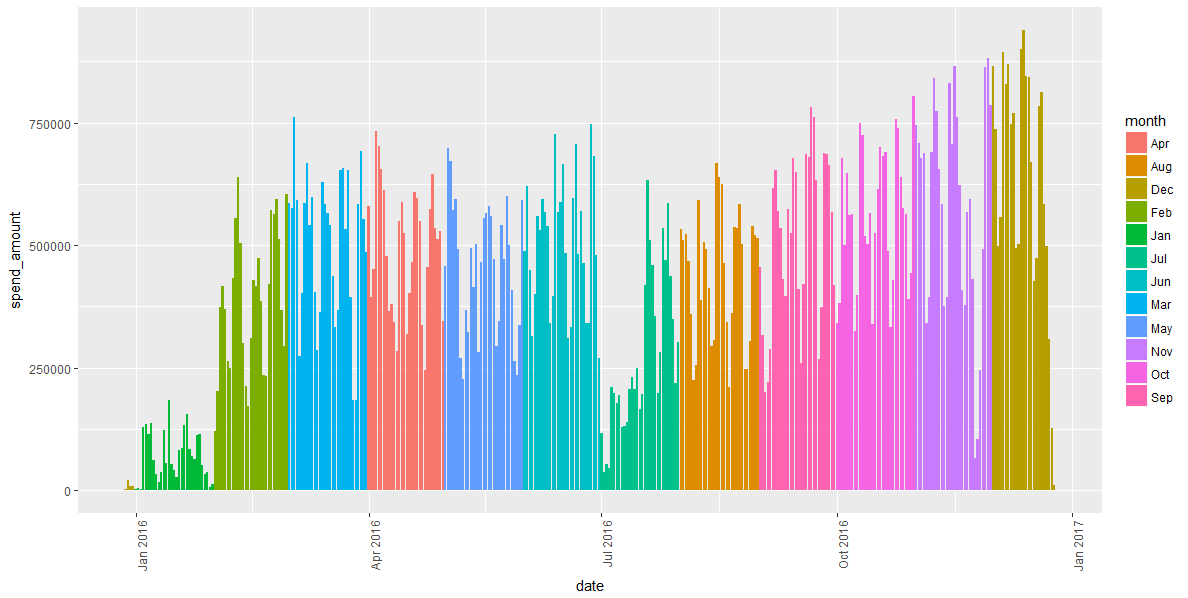 spend_amount
750000
500000
250000
0
Jan 2016
Apr 2016
Jul 2016
Oct 2016
Jan 2017
date
month
Apr
Aug
Dec
Feb
Jan
Jul
Jun
Mar
May
Nov
Oct
Sep